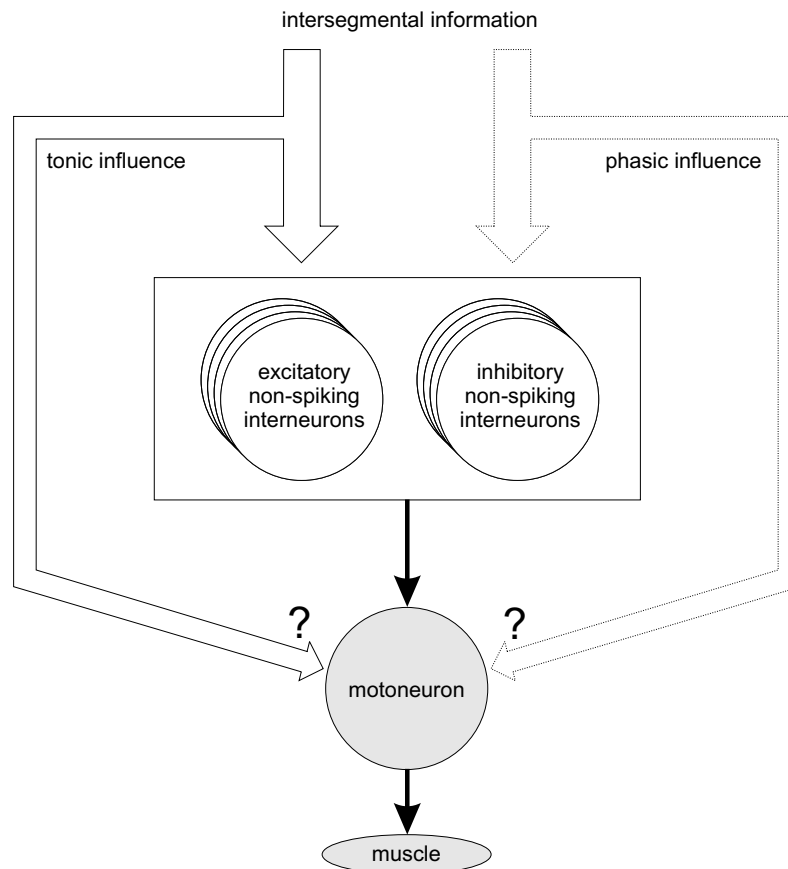 intersegmental information
tonic influence
phasic influence
excitatory
non-spiking
interneurons
inhibitory
non-spiking
interneurons
?
?
motoneuron
muscle